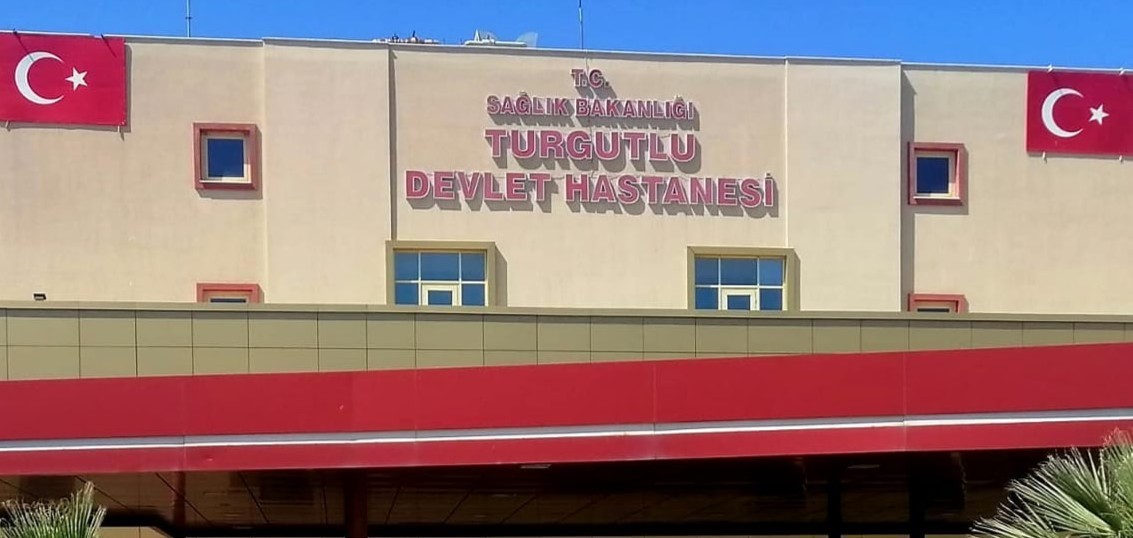 T.C.
SAĞLIK BAKANLIĞI
TURGUTLU
DEVLET HASTANESİ